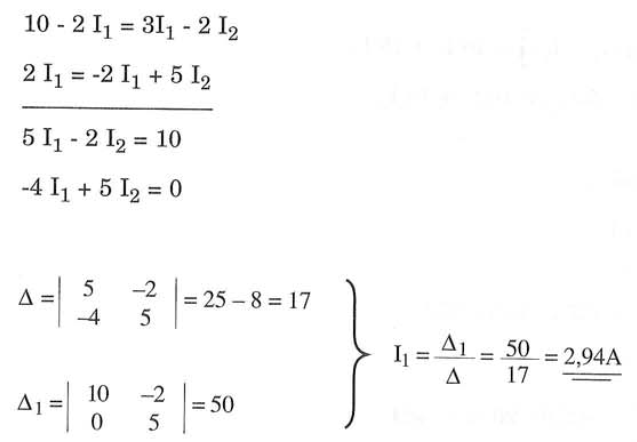 10 - 2 I₁ = 3I₁ - 2 I₂
2 I₁ = -2 I₁ + 5 I₂
5 I₁ - 2 I₂ = 10
-4 I₁ + 5 I₂ = 0
Δ = | 5 –2 | = 25 – 8 = 17
| –4 5 |
I₁ = Δ₁/Δ = 50/17 = 2,94A
Δ₁ = | 10 –2 | = 50
| 0 5 |